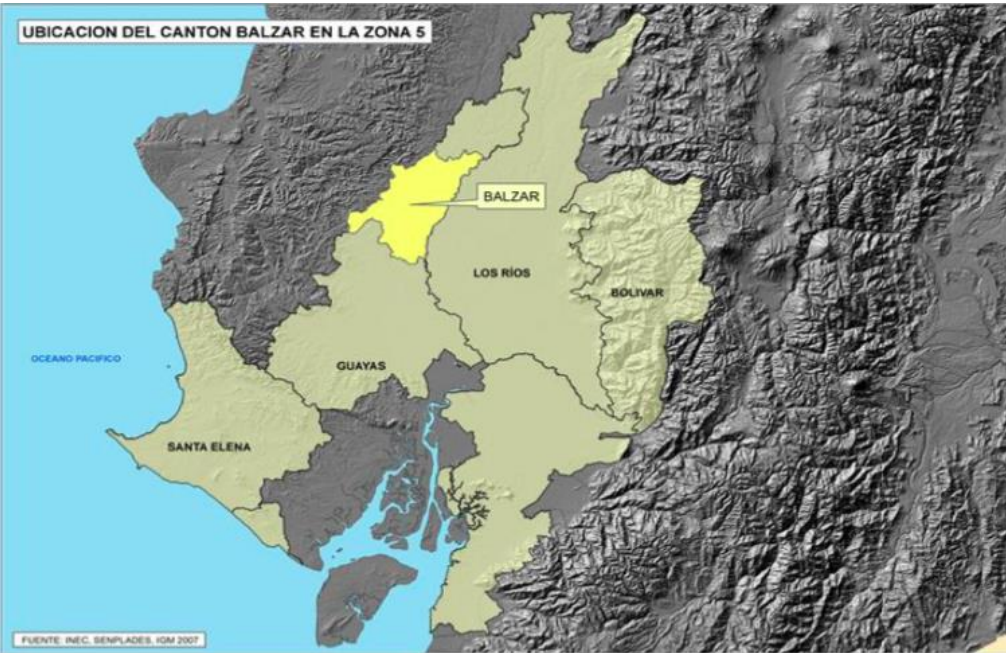 UBICACION DEL CANTON BALZAR EN LA ZONA 5
BALZAR
LOS RÍOS
BOLIVAR
OCEANO PACIFICO
GUAYAS
SANTA ELENA
FUENTE: INEC, SENPLADES, IGM 2007